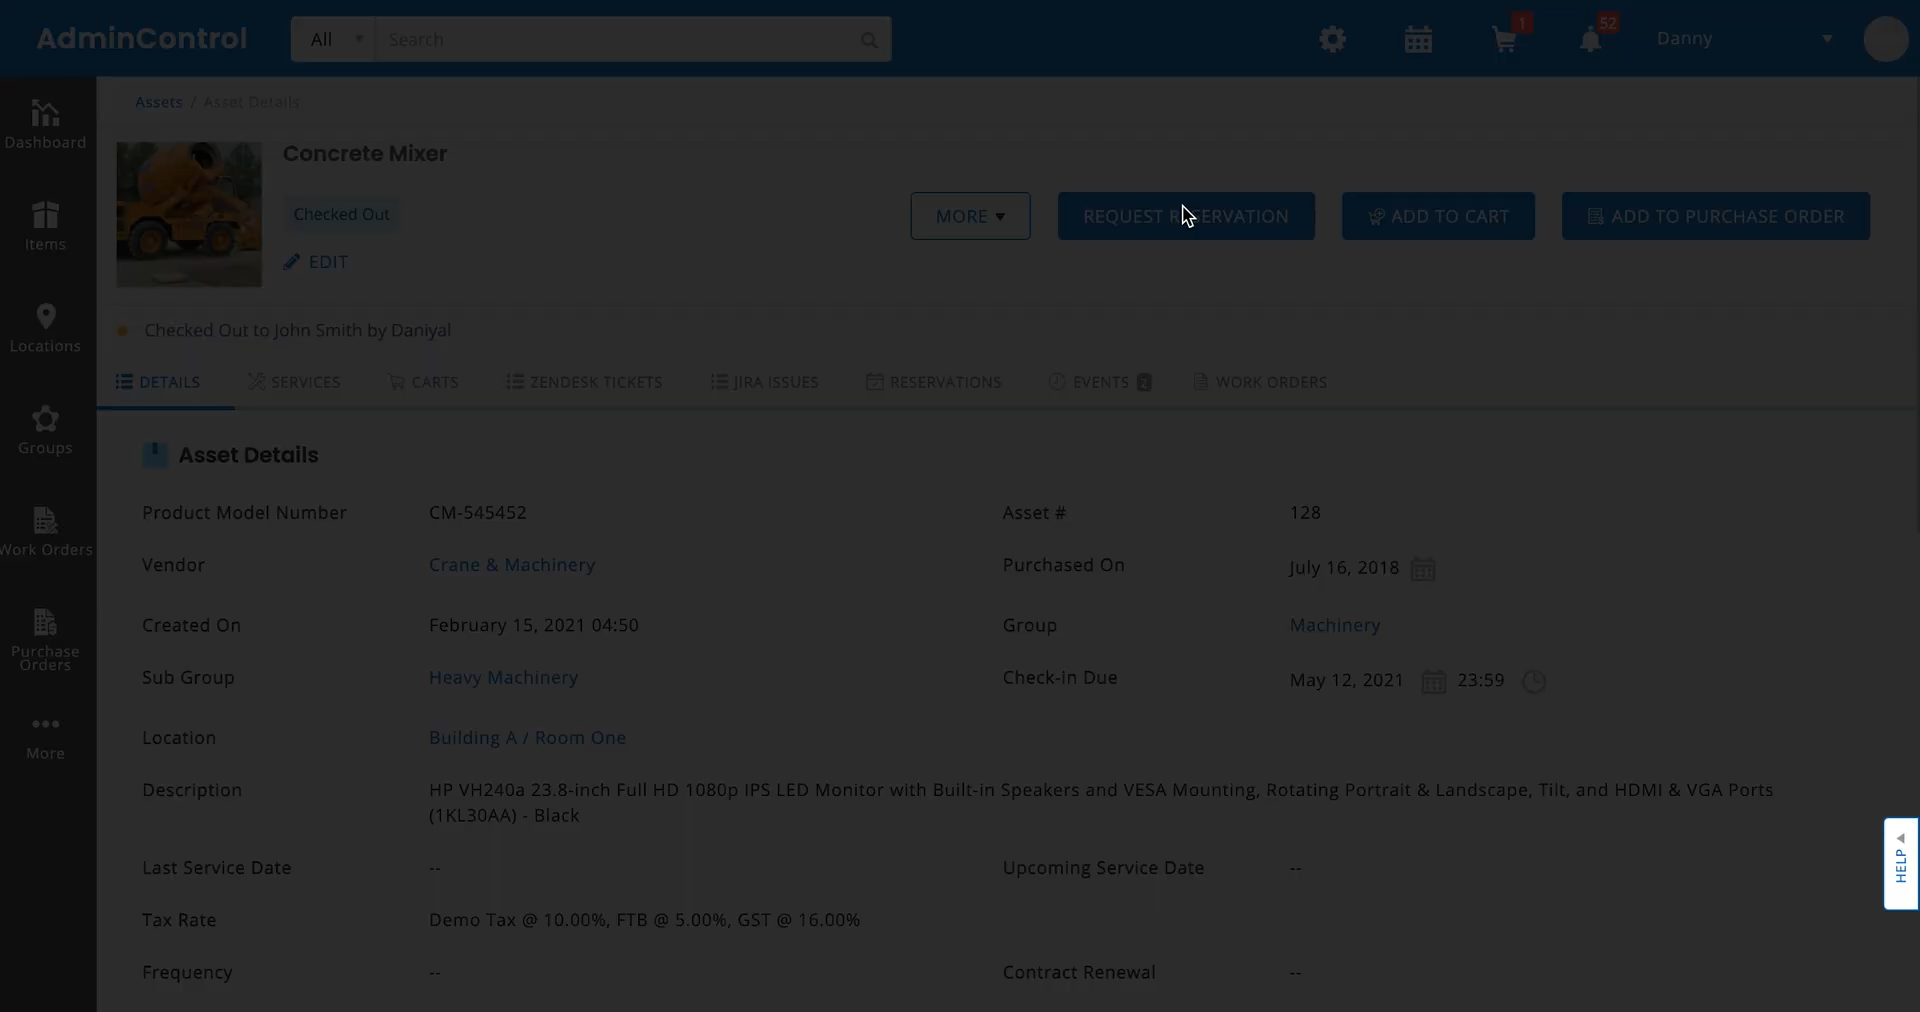 AdminControl
All
Search
1
52
Danny
Dashboard
Items
Locations
Groups
Work Orders
Purchase
Orders
More
Assets / Asset Details
Concrete Mixer
Checked Out
EDIT
MORE
REQUEST RESERVATION
ADD TO CART
ADD TO PURCHASE ORDER
Checked Out to John Smith by Daniyal
DETAILS
SERVICES
CARTS
ZENDESK TICKETS
JIRA ISSUES
RESERVATIONS
EVENTS 2
WORK ORDERS
Asset Details
Product Model Number CM-545452 Asset # 128
Vendor Crane & Machinery Purchased On July 16, 2018
Created On February 15, 2021 04:50 Group Machinery
Sub Group Heavy Machinery Check-In Due May 12, 2021 23:59
Location Building A / Room One
Description HP VH240a 23.8-inch Full HD 1080p IPS LED Monitor with Built-in Speakers and VESA Mounting, Rotating Portrait & Landscape, Tilt, and HDMI & VGA Ports
(1KL30AA) - Black
Last Service Date -- Upcoming Service Date --
Tax Rate Demo Tax @ 10.00%, FTB @ 5.00%, GST @ 16.00%
Frequency -- Contract Renewal --
HELP